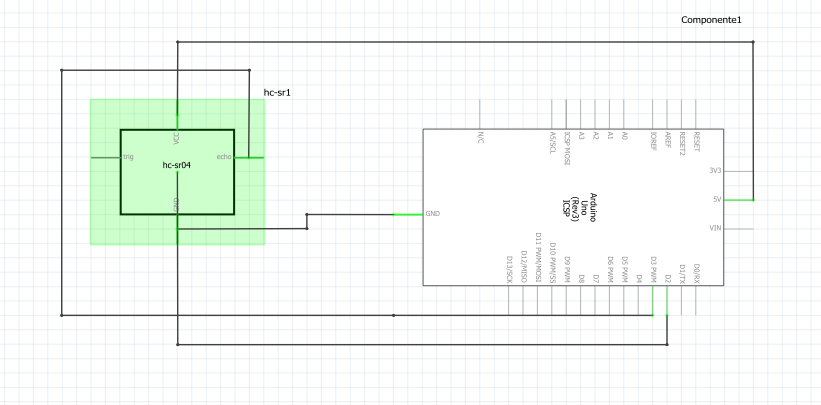 Componente1
hc-sr1
VCC
trig
echo
hc-sr04
GND
N/C
A5/SCL
ICSP MOSI
A3
A2
A1
A0
IOREF
AREF
RESET2
RESET
3V3
5V
VIN
GND
Arduino
Uno
(Rev3)
ICSP
D13/SCK
D12/MISO
D11 PWM/MOSI
D10 PWM/SS
D9 PWM
D8
D7
D6 PWM
D5 PWM
D4
D3 PWM
D2
D1/TX
D0/RX